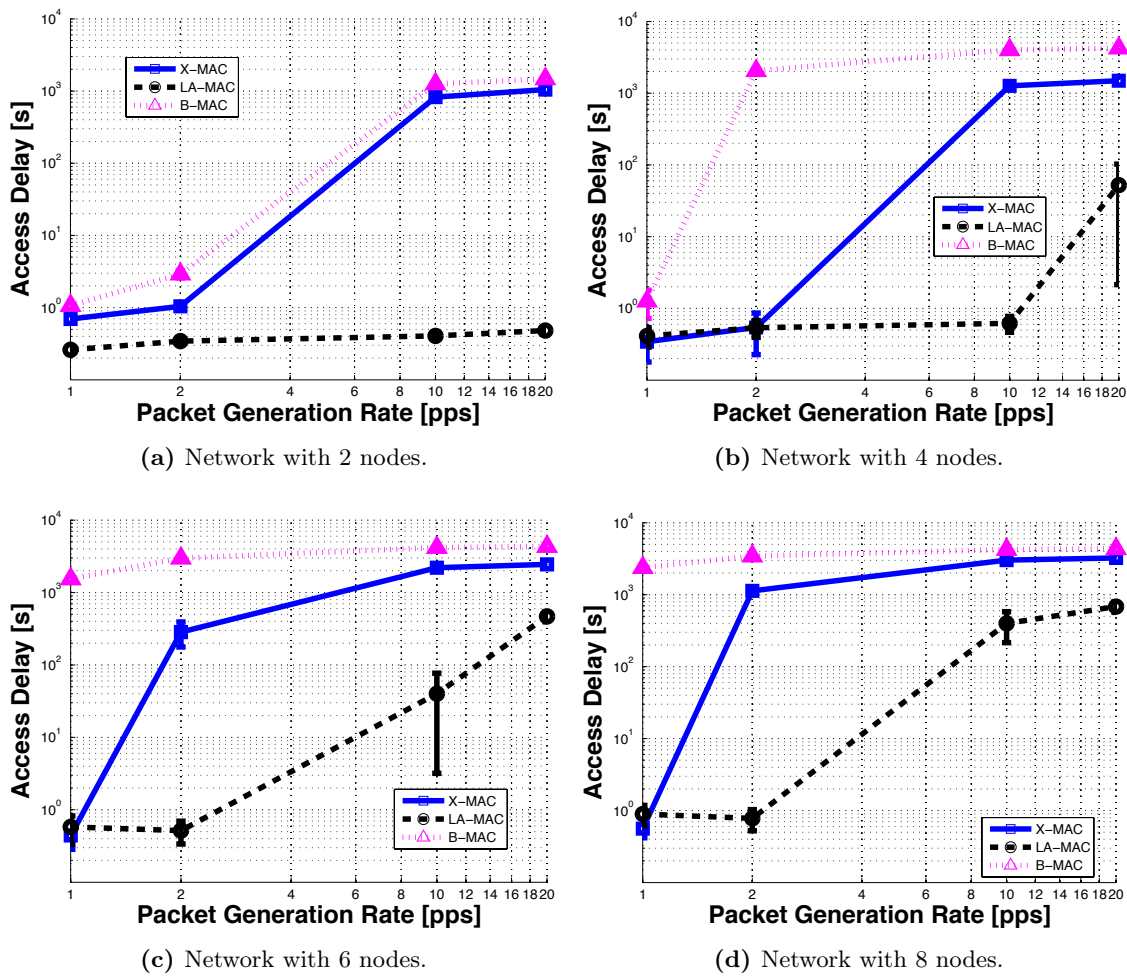 10^4
10^3
10^2
10^1
10^0
Access Delay [s]
X-MAC
LA-MAC
B-MAC
1 2 4 6 8 10 12 14 16 18 20
Packet Generation Rate [pps]
(a) Network with 2 nodes.
10^4
10^3
10^2
10^1
10^0
Access Delay [s]
X-MAC
LA-MAC
B-MAC
1 2 4 6 8 10 12 14 16 18 20
Packet Generation Rate [pps]
(b) Network with 4 nodes.
10^4
10^3
10^2
10^1
10^0
Access Delay [s]
X-MAC
LA-MAC
B-MAC
1 2 4 6 8 10 12 14 16 18 20
Packet Generation Rate [pps]
(c) Network with 6 nodes.
10^4
10^3
10^2
10^1
10^0
Access Delay [s]
X-MAC
LA-MAC
B-MAC
1 2 4 6 8 10 12 14 16 18 20
Packet Generation Rate [pps]
(d) Network with 8 nodes.